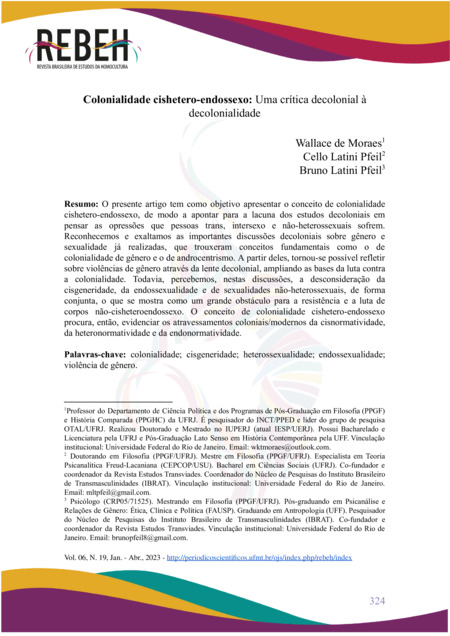 REBEH
REVISTA BRASILEIRA DE ESTUDOS DA HOMOCULTURA
Colonialidade cishetero-endossexo: Uma crítica decolonial à
decolonialidade
Wallace de Moraes1
Cello Latini Pfeil2
Bruno Latini Pfeil3
Resumo: O presente artigo tem como objetivo apresentar o conceito de colonialidade
cishetero-endossexo, de modo a apontar para a lacuna dos estudos decoloniais em
pensar as opressões que pessoas trans, intersexo e não-heterossexuais sofrem.
Reconhecemos e exaltamos as importantes discussões decoloniais sobre gênero e
sexualidade já realizadas, que trouxeram conceitos fundamentais como o de
colonialidade de gênero e o de androcentrismo. A partir deles, tornou-se possível refletir
sobre violências de gênero através da lente decolonial, ampliando as bases da luta contra
a colonialidade. Todavia, percebemos, nestas discussões, a desconsideração da
cisgeneridade, da endossexualidade e de sexualidades não-heterossexuais, de forma
conjunta, o que se mostra como um grande obstáculo para a resistência e a luta de
corpos não-cisheteroendossexo. O conceito de colonialidade cishetero-endossexo
procura, então, evidenciar os atravessamentos coloniais/modernos da cisnormatividade,
da heteronormatividade e da endonormatividade.
Palavras-chave: colonialidade; cisgeneridade; heterossexualidade; endossexualidade;
violência de gênero.
1Professor do Departamento de Ciência Política e dos Programas de Pós-Graduação em Filosofia (PPGF)
e História Comparada (PPGHC) da UFRJ. É pesquisador do INCT/PPED e líder do grupo de pesquisa
OTAL/UFRJ. Realizou Doutorado e Mestrado no IUPERJ (atual IESP/UERJ). Possui Bacharelado e
Licenciatura pela UFRJ e Pós-Graduação Lato Senso em História Contemporânea pela UFF. Vinculação
institucional: Universidade Federal do Rio de Janeiro. Email: wktmoraes@outlook.com.
2 Doutorando em Filosofia (PPGF/UFRJ). Mestre em Filosofia (PPGF/UFRJ). Especialista em Teoria
Psicanalítica Freud-Lacaniana (CEPCOP/USU). Bacharel em Ciências Sociais (UFRJ). Co-fundador e
coordenador da Revista Estudos Transviades. Coordenador do Núcleo de Pesquisas do Instituto Brasileiro
de Transmasculinidades (IBRAT). Vinculação institucional: Universidade Federal do Rio de Janeiro.
Email: mltpfeil@gmail.com.
3 Psicólogo (CRP05/71525). Mestrando em Filosofia (PPGF/UFRJ). Pós-graduando em Psicanálise e
Relações de Gênero: Ética, Clínica e Política (FAUSP). Graduando em Antropologia (UFF). Pesquisador
do Núcleo de Pesquisas do Instituto Brasileiro de Transmasculinidades (IBRAT). Co-fundador e
coordenador da Revista Estudos Transviades. Vinculação institucional: Universidade Federal do Rio de
Janeiro. Email: brunopfeil8@gmail.com.
Vol. 06, N. 19, Jan. - Abr., 2023 - http://periodicoscientificos.ufmt.br/ojs/index.php/rebeh/index
324